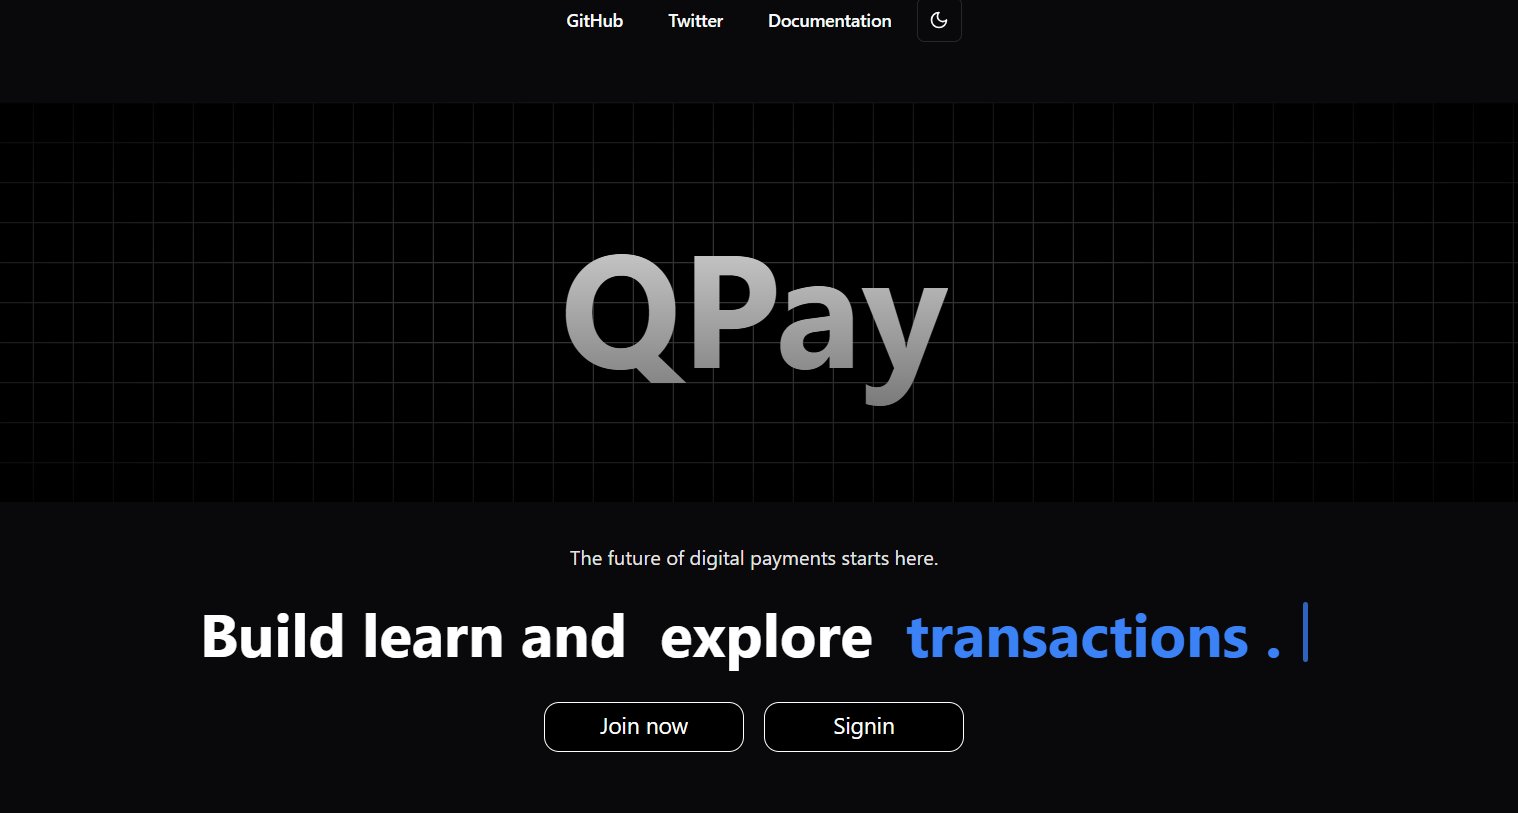 GitHub Twitter Documentation
QPay
The future of digital payments starts here.
Build learn and explore transactions .
Join now Signin